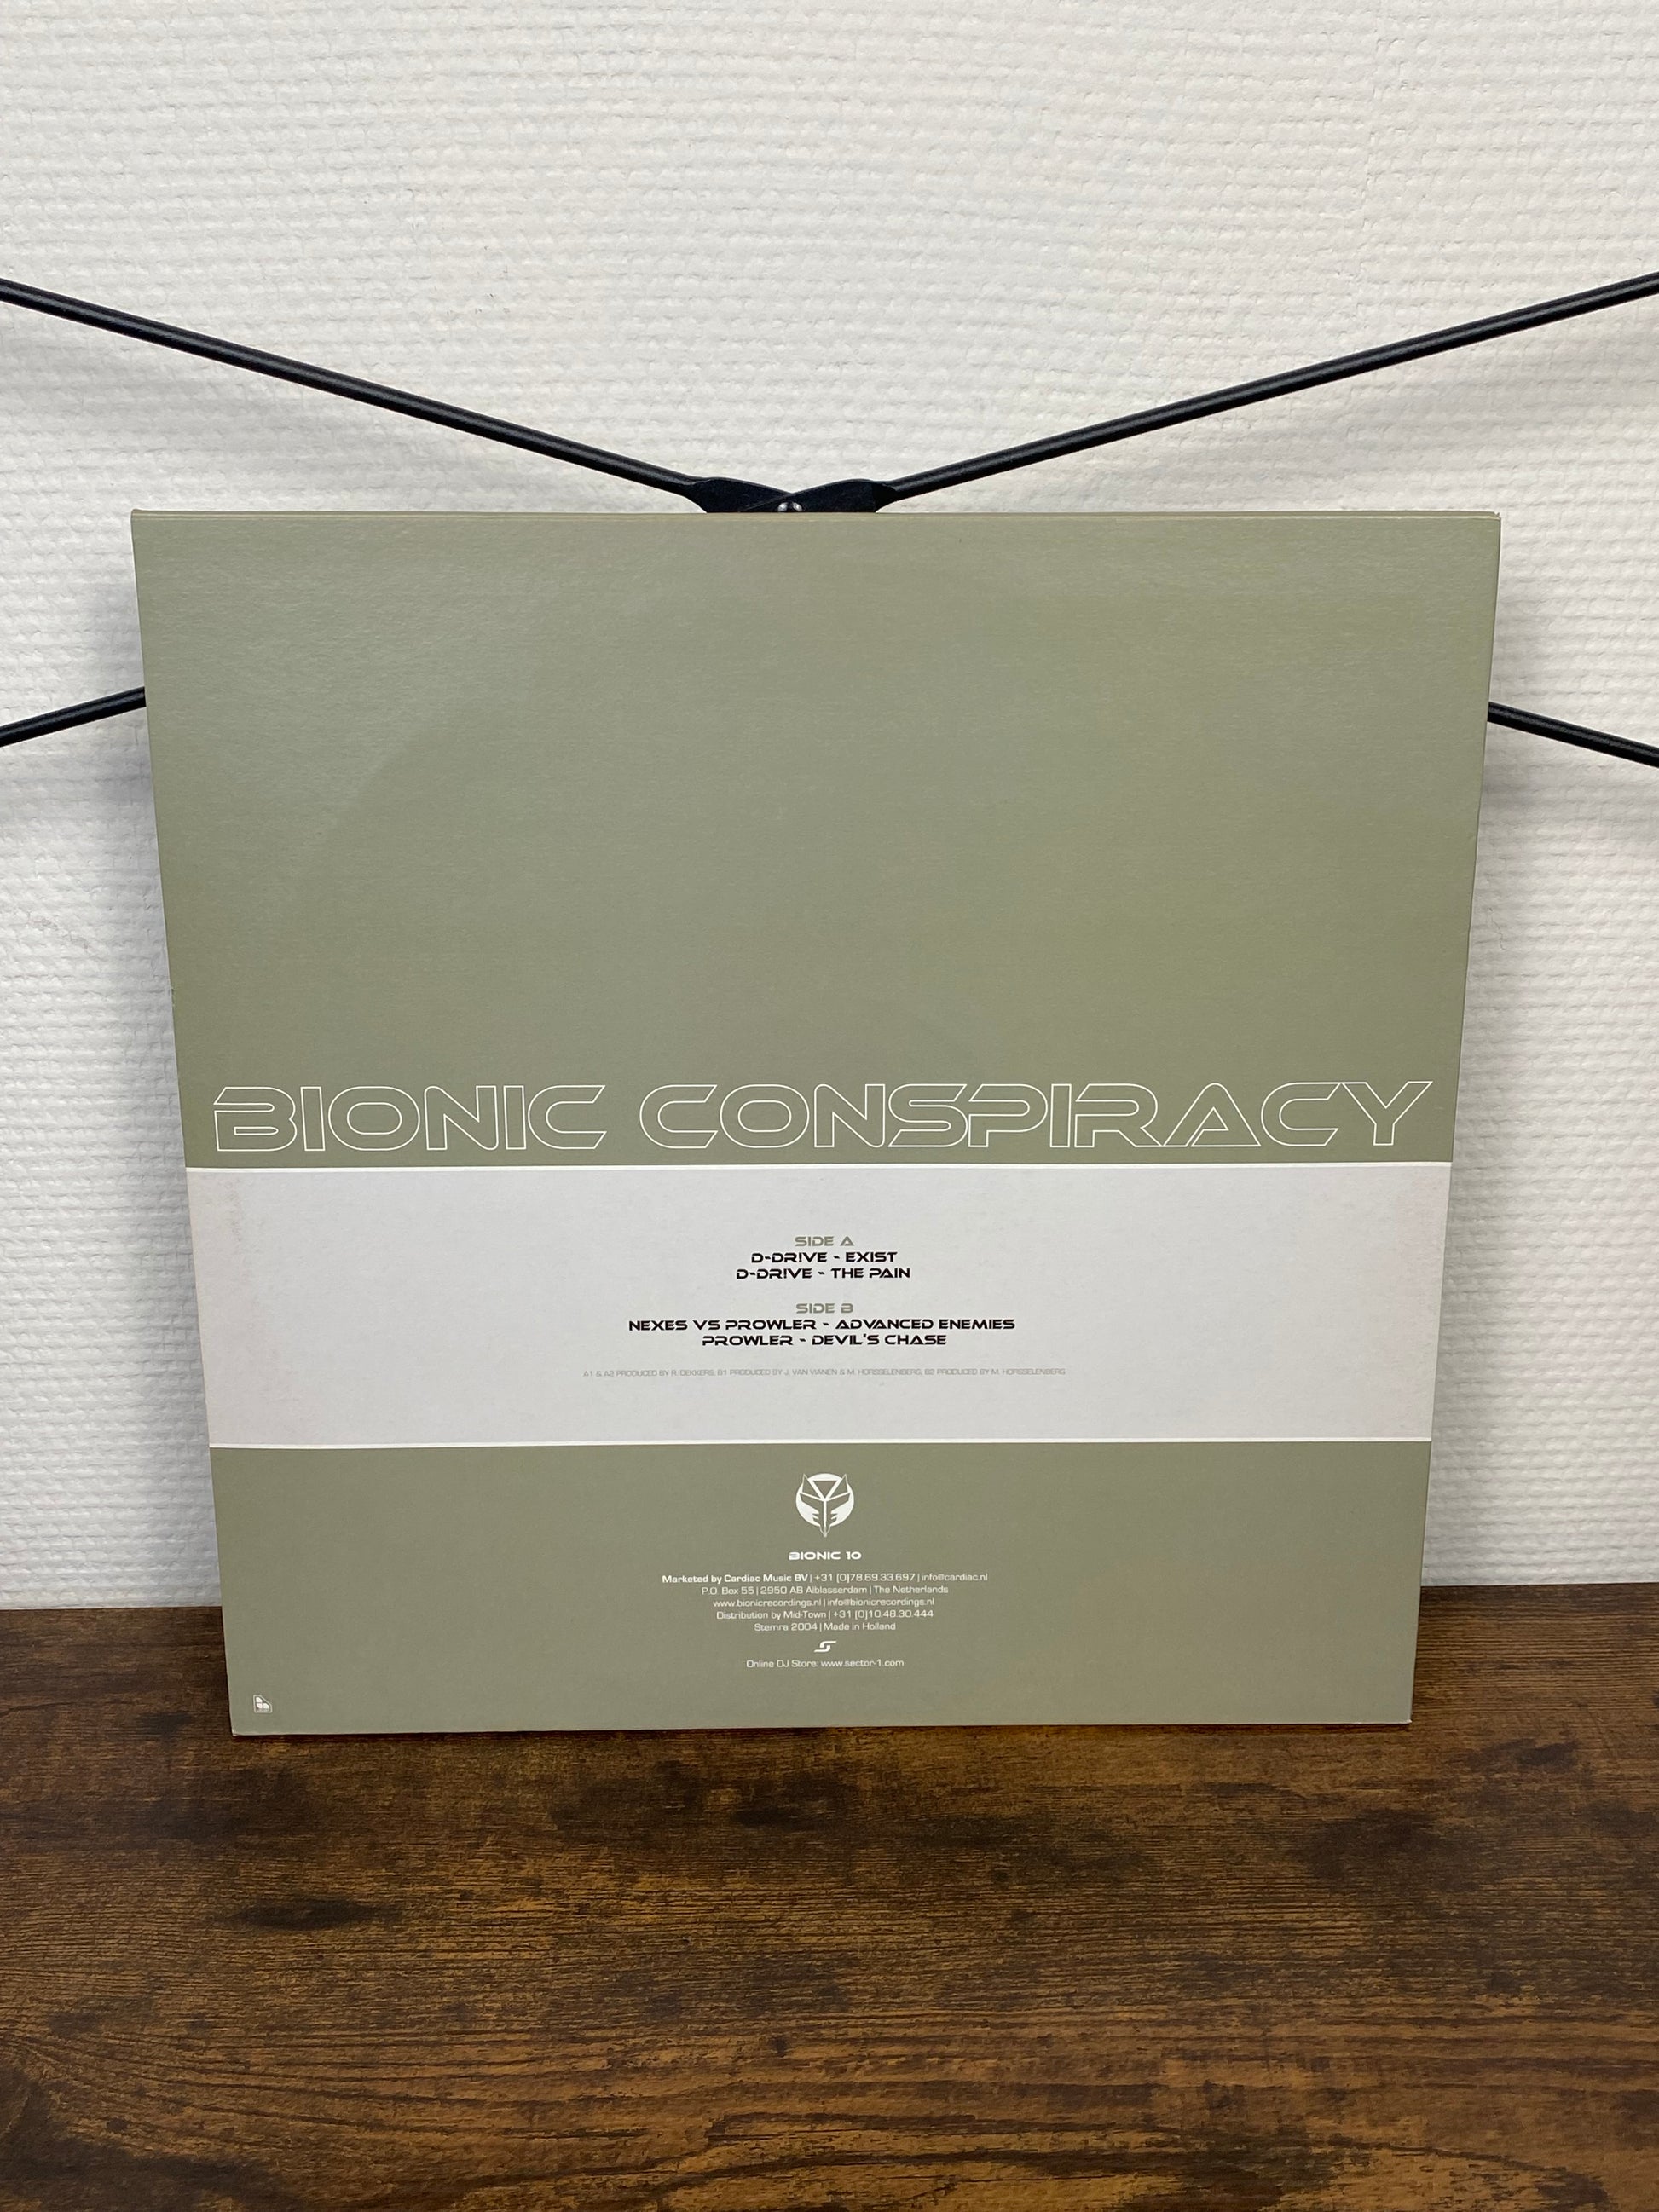 BIONIC CONSPIRACY
SIDE A
D-DRIVE - EXIST
D-DRIVE - THE PAIN
SIDE B
NEXES VS PROWLER - ADVANCED ENEMIES
PROWLER - DEVIL'S CHASE
A1 & A2 PRODUCED BY R. DEKKERS, B1 PRODUCED BY J. VAN VIANEN & M. HORSSELENBERG, B2 PRODUCED BY M. HORSSELENBERG
BIONIC 10
Marketed by Cardiac Music BV | +31 (0)78.69.33.697 | info@cardiac.nl
P.O. Box 55 | 2950 AB Alblasserdam | The Netherlands
www.bionicrecordings.nl | info@bionicrecordings.nl
Distribution by Mid-Town | +31 (0)10.48.30.444
Stemra 2004 | Made in Holland
Online DJ Store: www.sector-1.com